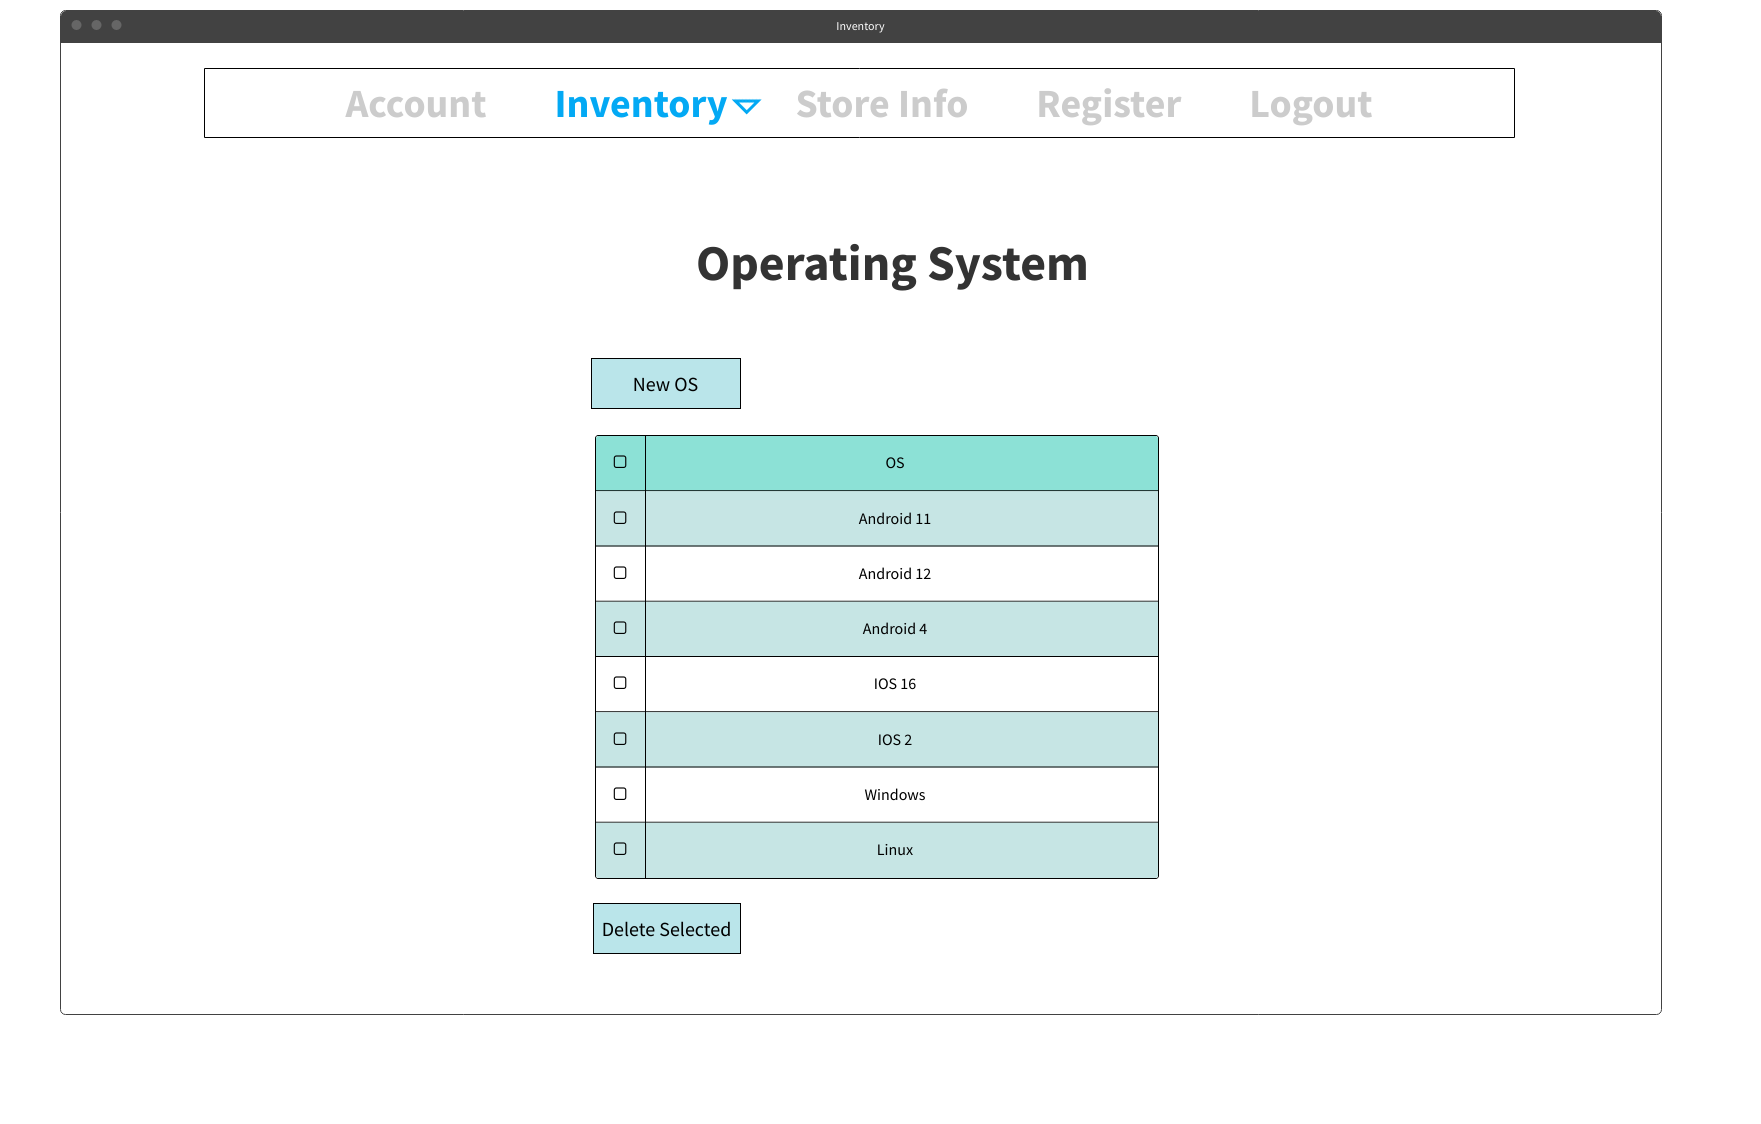 Inventory
Account Inventory Store Info Register Logout
Operating System
New OS
OS
Android 11
Android 12
Android 4
IOS 16
IOS 2
Windows
Linux
Delete Selected